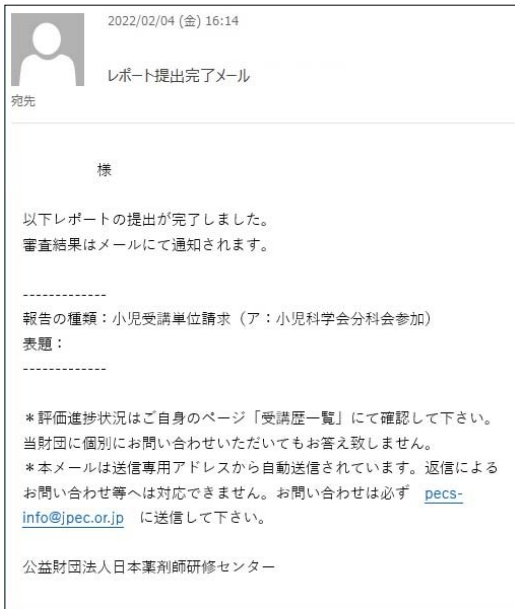 2022/02/04 (金) 16:14
レポート提出完了メール
宛先
様
以下レポートの提出が完了しました。
審査結果はメールにて通知されます。
-------------
報告の種類：小児受講単位請求（ア：小児科学会分科会参加）
表題：
-------------
＊評価進捗状況はご自身のページ「受講歴一覧」にて確認して下さい。
当財団に個別にお問い合わせいただいてもお答え致しません。
＊本メールは送信専用アドレスから自動送信されています。返信による
お問い合わせ等へは対応できません。お問い合わせは必ず　pecs-
info@jpec.or.jp　に送信して下さい。
公益財団法人日本薬剤師研修センター